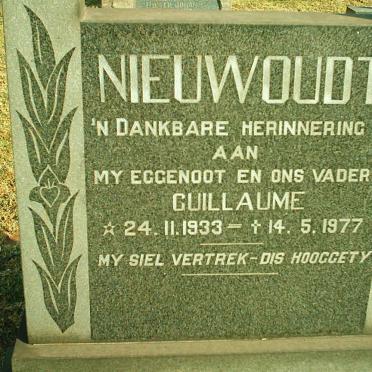 NIEUWOUDT
'N DANKBARE HERINNERING
AAN
MY EGGENOOT EN ONS VADER
GUILLAUME
☆ 24.11.1933 – † 14.5.1977
MY SIEL VERTREK-DIS HOOGGETY